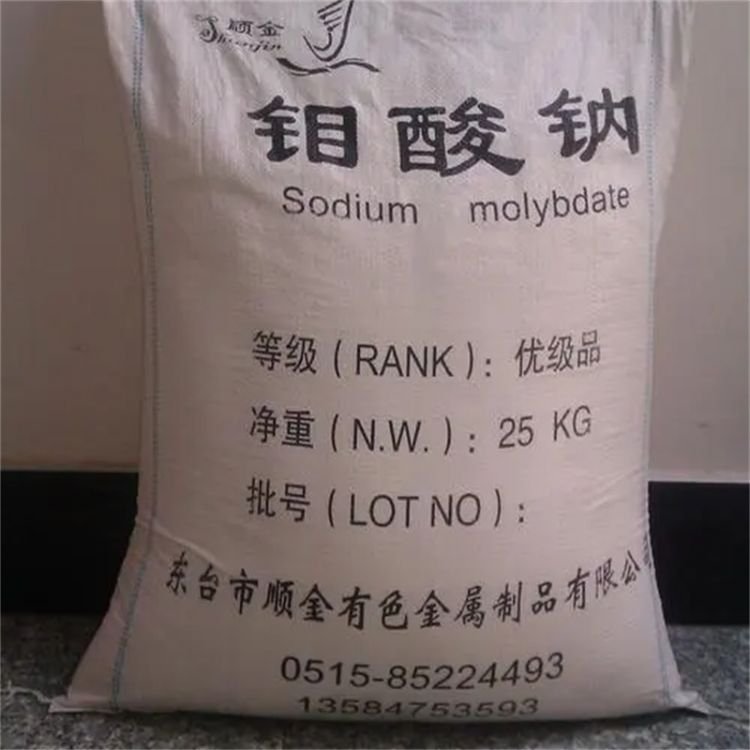 顺金
Shunjin
钼酸钠
Sodium molybdate
等级(RANK): 优级品
净重(N.W.): 25 KG
批号(LOT NO):
东台市顺金有色金属制品有限公司
0515-85224493
13584753593